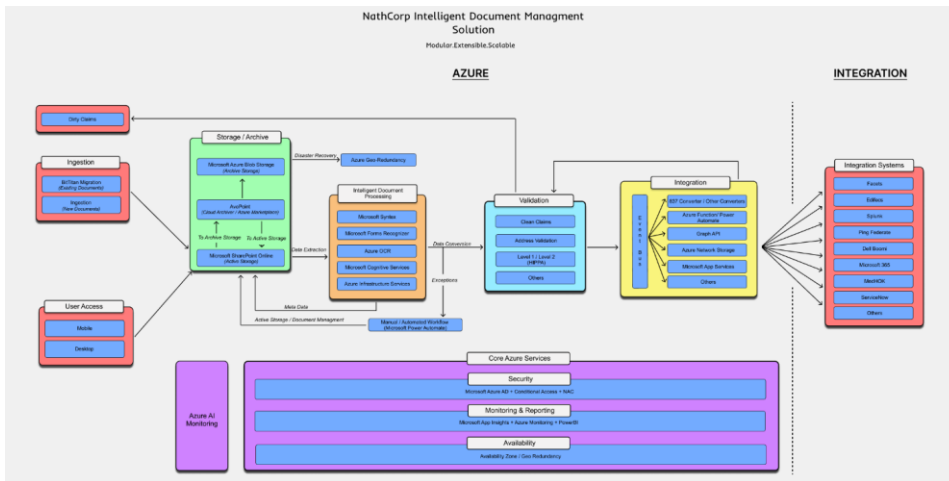 NathCorp Intelligent Document Managment
Solution
Modular.Extensible.Scalable
AZURE
INTEGRATION
Dirty Claims
Storage / Archive
Microsoft Azure Blob Storage
(Archive Storage)
Disaster Recovery
Azure Geo-Redundancy
AvePoint
(Cloud Archiver / Azure Marketplace)
To Archive Storage
To Active Storage
Microsoft SharePoint Online
(Active Storage)
Ingestion
BitTitan Migration
(Existing Documents)
Ingestion
(New Documents)
User Access
Mobile
Desktop
Data Extraction
Meta Data
Active Storage / Document Managment
Intelligent Document
Processing
Microsoft Syntex
Microsoft Forms Recognizer
Azure OCR
Microsoft Cognitive Services
Azure Infrastructure Services
Data Conversion
Exceptions
Manual / Automated Workflow
(Microsoft Power Automate)
Validation
Clean Claims
Address Validation
Level 1 / Level 2
(HIPPA)
Others
Integration
Event Bus
837 Converter / Other Converters
Azure Function/Power
Automate
Graph API
Azure Network Storage
Microsoft App Services
Others
Integration Systems
Facets
Edifecs
Splunk
Ping Federate
Dell Boomi
Microsoft 365
MedHOK
ServiceNow
Others
Azure AI
Monitoring
Core Azure Services
Security
Microsoft Azure AD + Conditional Access + NAC
Monitoring & Reporting
Microsoft App Insights + Azure Monitoring + PowerBI
Availability
Availability Zone / Geo Redundancy